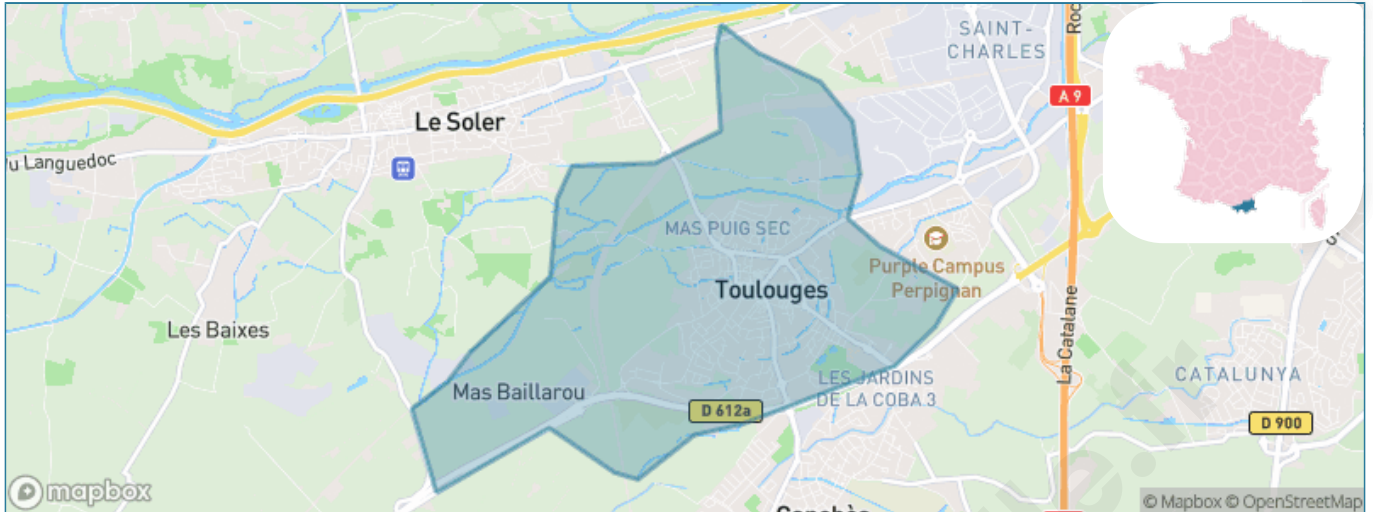 SAINT-
CHARLES
Roc
A 9
Le Soler
u Languedoc
MAS PUIG SEC
Purple Campus
Perpignan
Toulouges
La Catalane
Les Baixes
LES JARDINS
DE LA COBA 3
CATALUNYA
Mas Baillarou
D 612a
D 900
mapbox
© Mapbox © OpenStreetMap